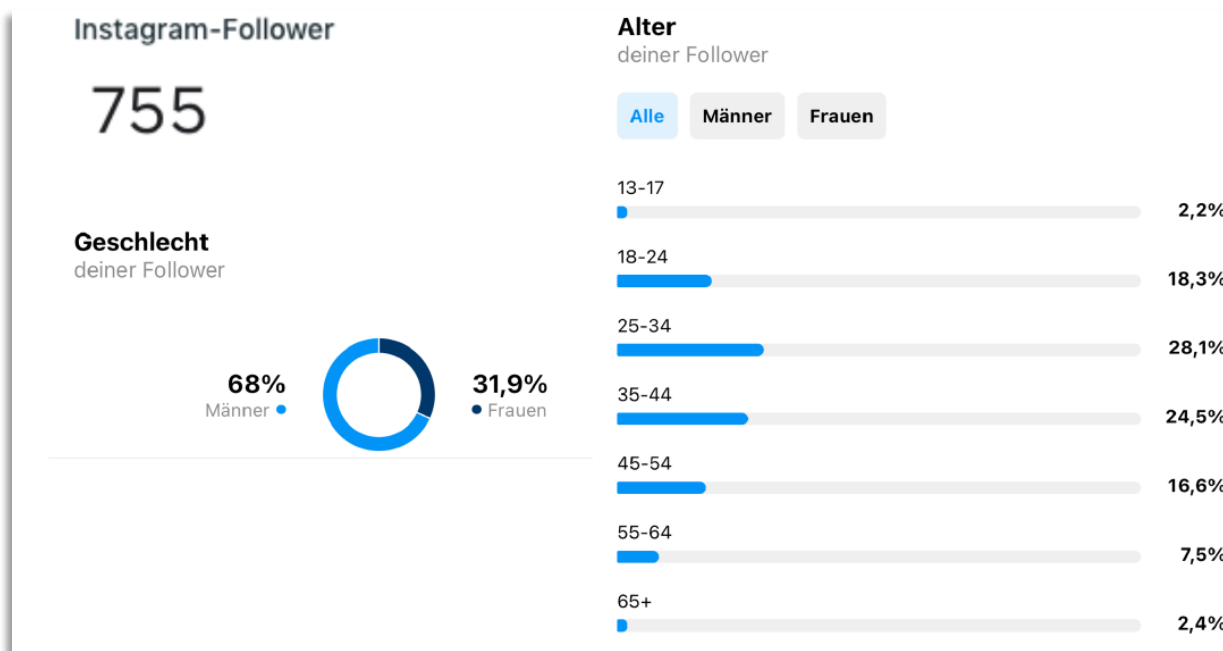 Instagram-Follower
755
Geschlecht
deiner Follower
68%
Männer
31,9%
Frauen
Alter
deiner Follower
Alle Männer Frauen
13-17
2,2%
18-24
18,3%
25-34
28,1%
35-44
24,5%
45-54
16,6%
55-64
7,5%
65+
2,4%